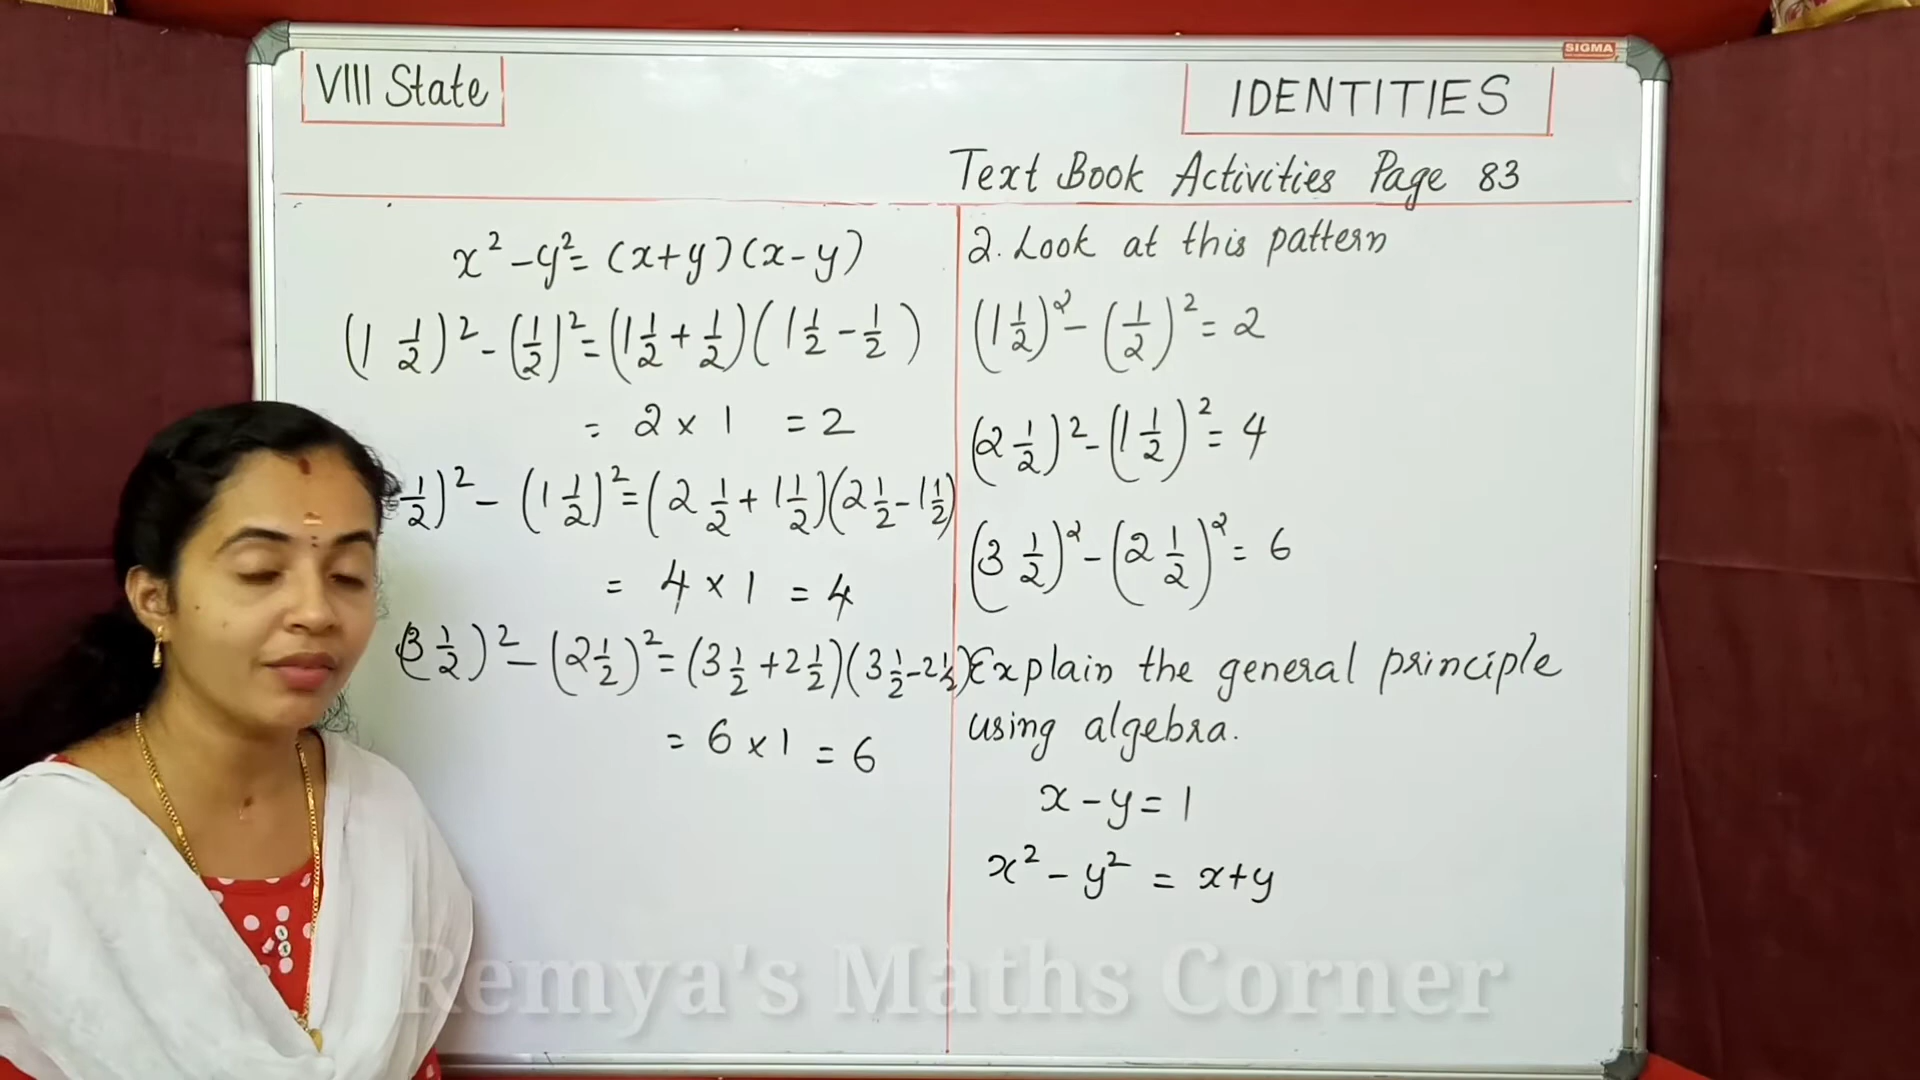 SIGMA
VIII State
IDENTITIES
Text Book Activities Page 83
x² - y² = (x+y)(x-y)
(1 1/2)² - (1/2)² = (1 1/2 + 1/2)(1 1/2 - 1/2)
= 2 × 1 = 2
1/2)² - (1 1/2)² = (2 1/2 + 1 1/2)(2 1/2 - 1 1/2)
= 4 × 1 = 4
(3 1/2)² - (2 1/2)² = (3 1/2 + 2 1/2)(3 1/2 - 2 1/2)
= 6 × 1 = 6
2. Look at this pattern
(1 1/2)² - (1/2)² = 2
(2 1/2)² - (1 1/2)² = 4
(3 1/2)² - (2 1/2)² = 6
Explain the general principle
using algebra.
x - y = 1
x² - y² = x+y
Remya's Maths Corner